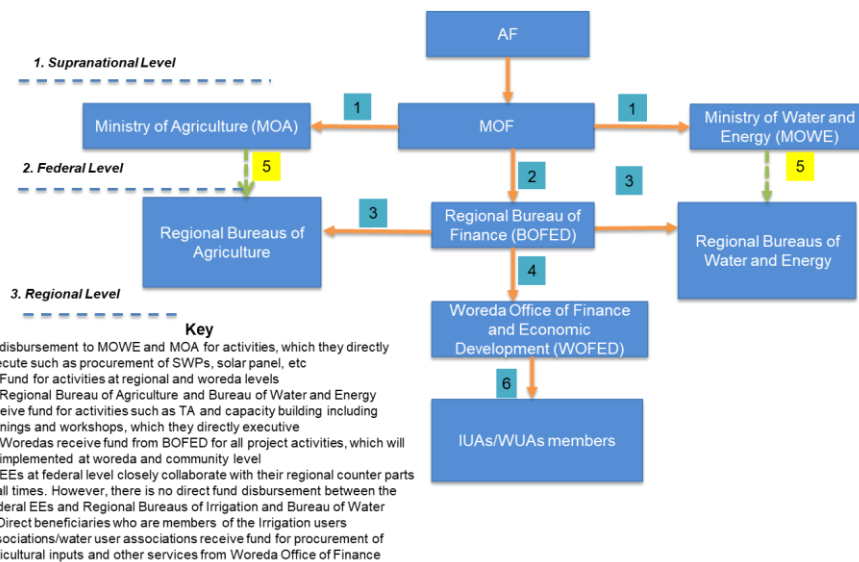 AF
1. Supranational Level
1
1
Ministry of Agriculture (MOA)
MOF
Ministry of Water and
Energy (MOWE)
2. Federal Level
5
2
3
5
Regional Bureaus of
Agriculture
3
Regional Bureau of
Finance (BOFED)
Regional Bureaus of
Water and Energy
3. Regional Level
4
Woreda Office of Finance
and Economic
Development (WOFED)
6
IUAs/WUAs members
Key
disbursement to MOWE and MOA for activities, which they directly
ecute such as procurement of SWPs, solar panel, etc
Fund for activities at regional and woreda levels
Regional Bureau of Agriculture and Bureau of Water and Energy
eive fund for activities such as TA and capacity building including
nings and workshops, which they directly executive
Woredas receive fund from BOFED for all project activities, which will
implemented at woreda and community level
EEs at federal level closely collaborate with their regional counter parts
all times. However, there is no direct fund disbursement between the
deral EEs and Regional Bureaus of Irrigation and Bureau of Water
Direct beneficiaries who are members of the Irrigation users
sociations/water user associations receive fund for procurement of
ricultural inputs and other services from Woreda Office of Finance